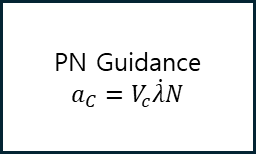 PN Guidance
a_C = V_c λ̇ N